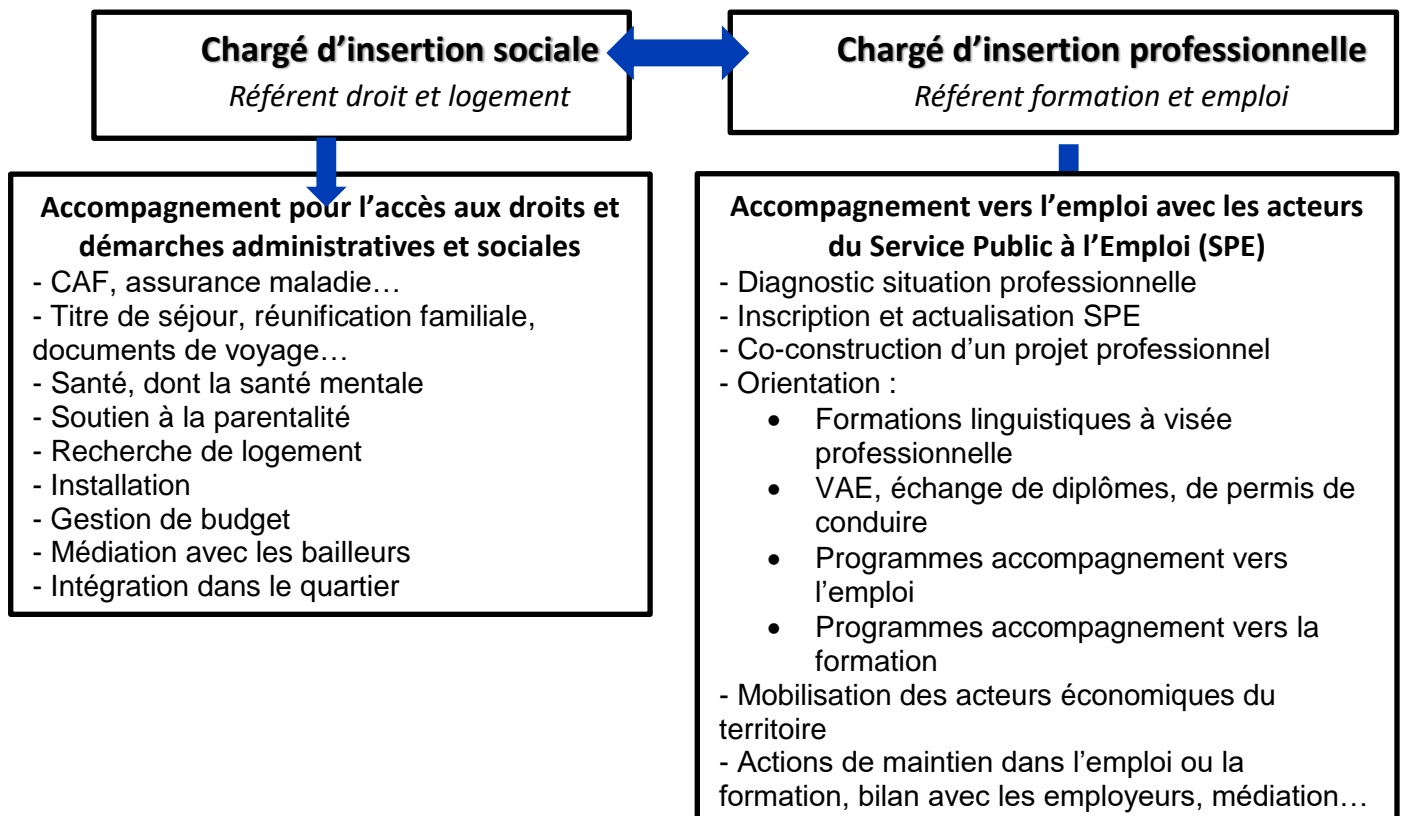 Chargé d’insertion sociale
Référent droit et logement
Chargé d’insertion professionnelle
Référent formation et emploi
Accompagnement pour l’accès aux droits et
démarches administratives et sociales
- CAF, assurance maladie…
- Titre de séjour, réunification familiale,
documents de voyage…
- Santé, dont la santé mentale
- Soutien à la parentalité
- Recherche de logement
- Installation
- Gestion de budget
- Médiation avec les bailleurs
- Intégration dans le quartier
Accompagnement vers l’emploi avec les acteurs
du Service Public à l’Emploi (SPE)
- Diagnostic situation professionnelle
- Inscription et actualisation SPE
- Co-construction d’un projet professionnel
- Orientation :
• Formations linguistiques à visée
professionnelle
• VAE, échange de diplômes, de permis de
conduire
• Programmes accompagnement vers
l’emploi
• Programmes accompagnement vers la
formation
- Mobilisation des acteurs économiques du
territoire
- Actions de maintien dans l’emploi ou la
formation, bilan avec les employeurs, médiation…